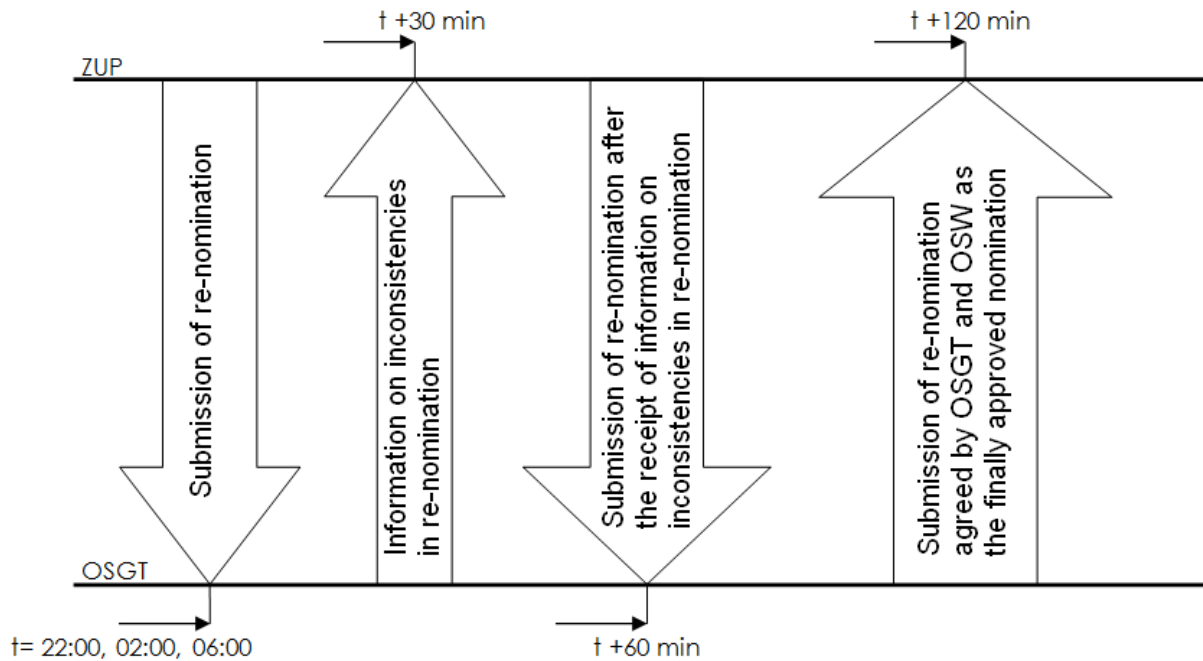 t +30 min
t +120 min
ZUP
Submission of re-nomination
Information on inconsistencies
in re-nomination
Submission of re-nomination after
the receipt of information on
inconsistencies in re-nomination
Submission of re-nomination
agreed by OSGT and OSW as
the finally approved nomination
OSGT
t= 22:00, 02:00, 06:00
t +60 min